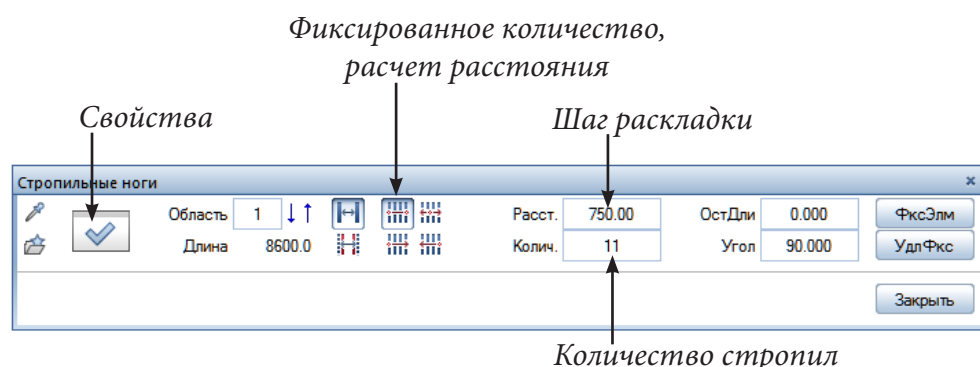 Фиксированное количество,
расчет расстояния
Свойства
Шаг раскладки
Стропильные ноги
Область 1 Расст. 750.00 ОстДли 0.000 ФксЭлм
Длина 8600.0 Колич. 11 Угол 90.000 УдлФкс
Закрыть
Количество стропил